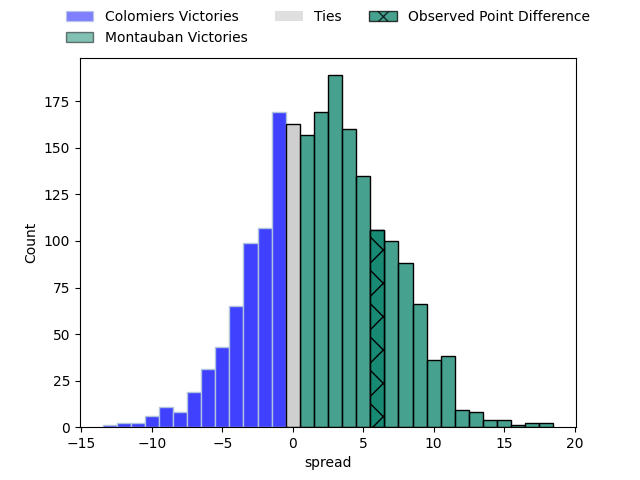 Colomiers Victories
Montauban Victories
Ties
Observed Point Difference
Count
175
150
125
100
75
50
25
0
−15
−10
−5
0
5
10
15
20
spread